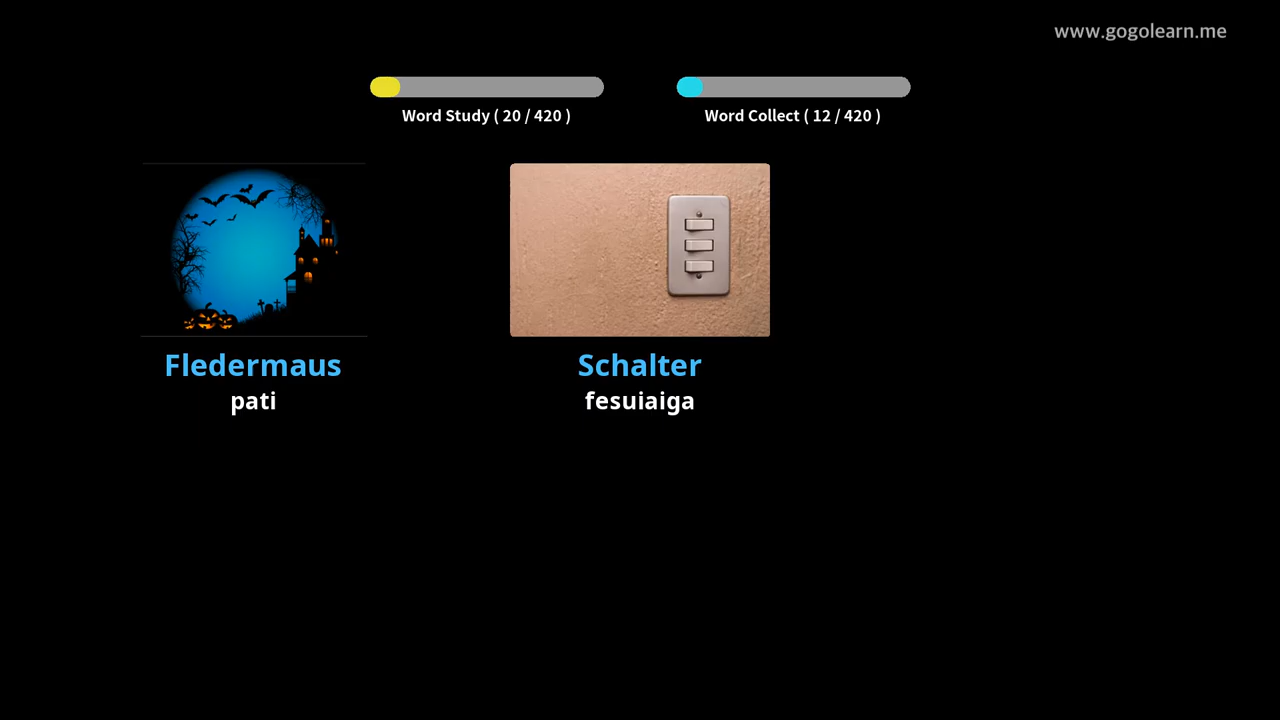 www.gogolearn.me
Word Study ( 20 / 420 )
Word Collect ( 12 / 420 )
Fledermaus
pati
Schalter
fesuiaiga